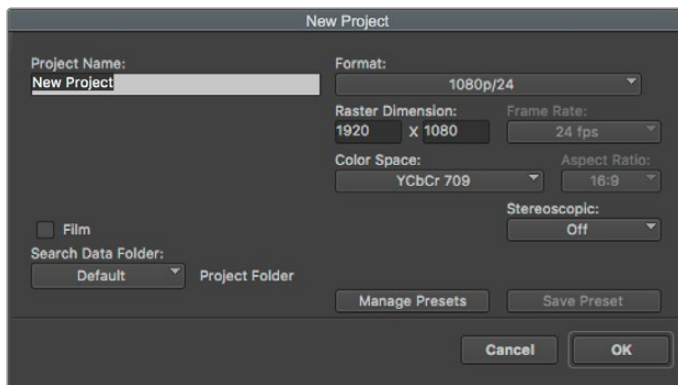 New Project
Project Name:
New Project
Format:
1080p/24
Raster Dimension:
Frame Rate:
1920 x 1080
24 fps
Color Space:
Aspect Ratio:
YCbCr 709
16:9
Stereoscopic:
Off
Film
Search Data Folder:
Default
Project Folder
Manage Presets
Save Preset
Cancel
OK